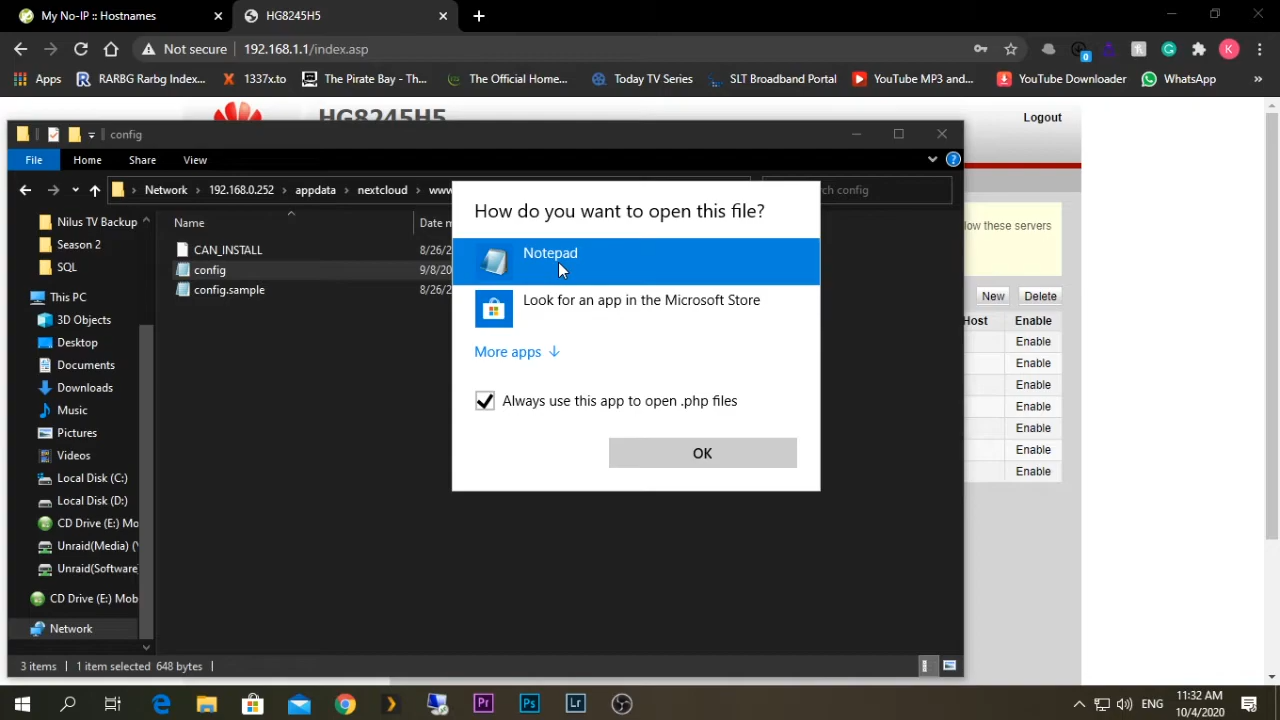 My No-IP :: Hostnames
HG8245H5
Not secure
192.168.1.1/index.asp
K
0
Apps
RARBG Rarbg Index...
1337x.to
The Pirate Bay - Th...
The Official Home...
Today TV Series
SLT Broadband Portal
YouTube MP3 and...
YouTube Downloader
WhatsApp
»
HG8245H5
Logout
config
File
Home
Share
View
Network
192.168.0.252
appdata
nextcloud
www
ch config
Nilus TV Backup
Season 2
SQL
This PC
3D Objects
Desktop
Documents
Downloads
Music
Pictures
Videos
Local Disk (C:)
Local Disk (D:)
CD Drive (E:) Mo
Unraid(Media) (
Unraid(Software
CD Drive (E:) Mob
Network
Name
Date m
CAN_INSTALL
8/26/2
config
9/8/20
config.sample
8/26/2
How do you want to open this file?
Notepad
Look for an app in the Microsoft Store
More apps
Always use this app to open .php files
OK
low these servers
New
Delete
Host
Enable
Enable
Enable
Enable
Enable
Enable
Enable
Enable
3 items
1 item selected 648 bytes
Pr
Ps
Lr
ENG
11:32 AM
10/4/2020